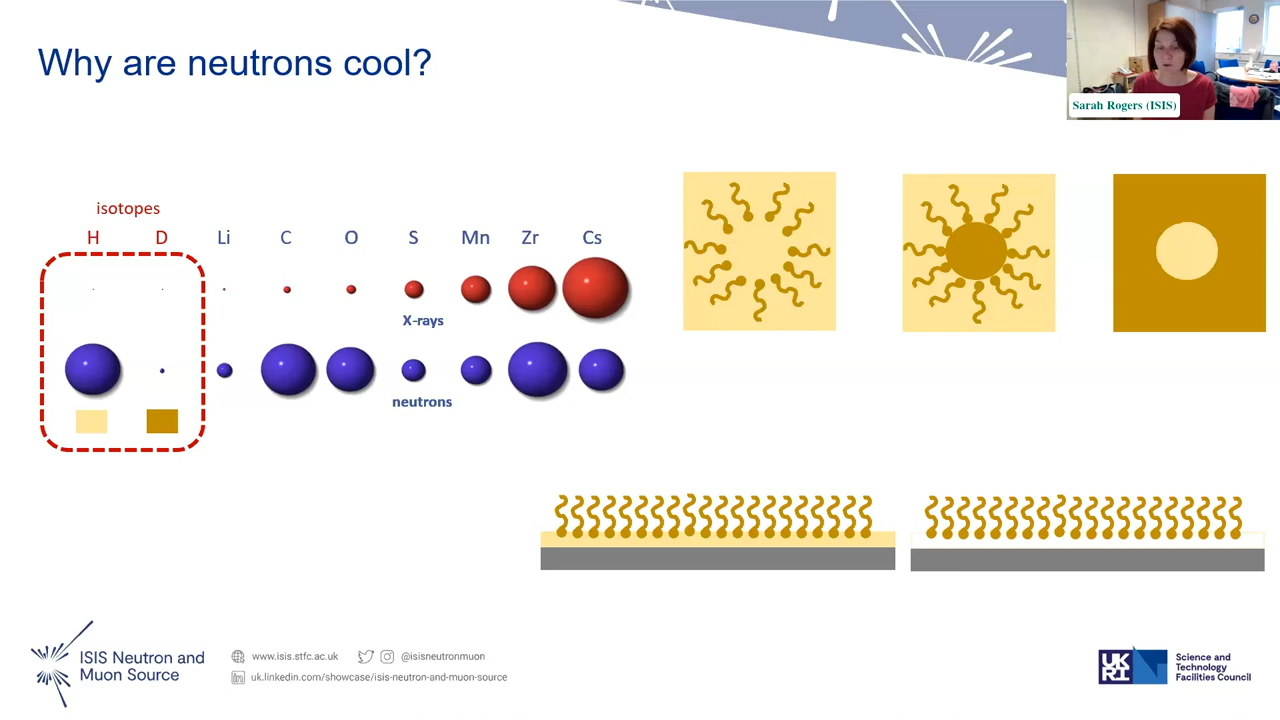 Why are neutrons cool?
Sarah Rogers (ISIS)
isotopes
H D Li C O S Mn Zr Cs
X-rays
neutrons
ISIS Neutron and
Muon Source
www.isis.stfc.ac.uk @isisneutronmuon
uk.linkedin.com/showcase/isis-neutron-and-muon-source
UKRI
Science and
Technology
Facilities Council